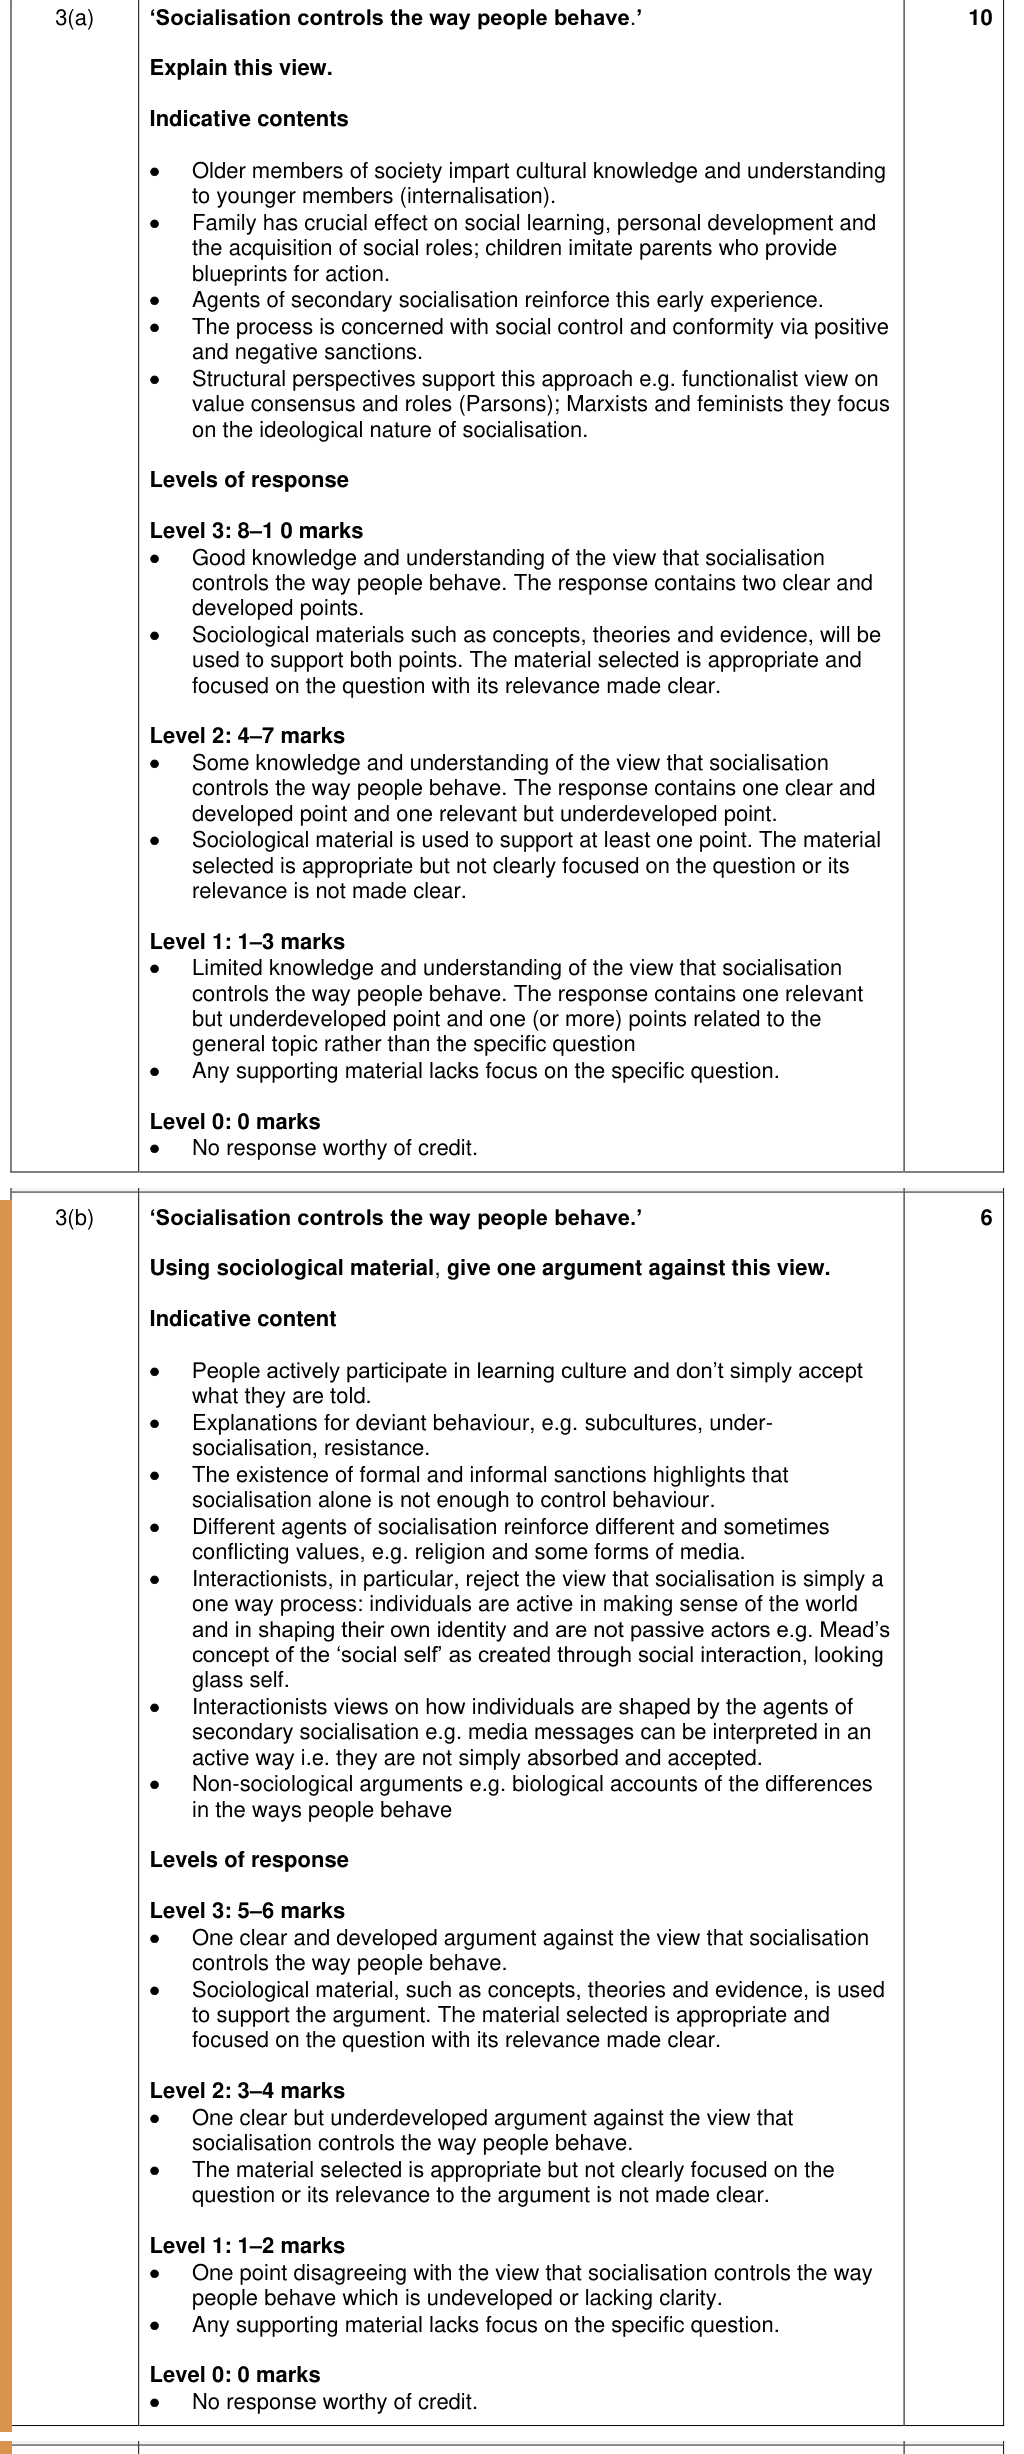 3(a) ‘Socialisation controls the way people behave.’ 10
Explain this view.
Indicative contents
• Older members of society impart cultural knowledge and understanding
to younger members (internalisation).
• Family has crucial effect on social learning, personal development and
the acquisition of social roles; children imitate parents who provide
blueprints for action.
• Agents of secondary socialisation reinforce this early experience.
• The process is concerned with social control and conformity via positive
and negative sanctions.
• Structural perspectives support this approach e.g. functionalist view on
value consensus and roles (Parsons); Marxists and feminists they focus
on the ideological nature of socialisation.
Levels of response
Level 3: 8–1 0 marks
• Good knowledge and understanding of the view that socialisation
controls the way people behave. The response contains two clear and
developed points.
• Sociological materials such as concepts, theories and evidence, will be
used to support both points. The material selected is appropriate and
focused on the question with its relevance made clear.
Level 2: 4–7 marks
• Some knowledge and understanding of the view that socialisation
controls the way people behave. The response contains one clear and
developed point and one relevant but underdeveloped point.
• Sociological material is used to support at least one point. The material
selected is appropriate but not clearly focused on the question or its
relevance is not made clear.
Level 1: 1–3 marks
• Limited knowledge and understanding of the view that socialisation
controls the way people behave. The response contains one relevant
but underdeveloped point and one (or more) points related to the
general topic rather than the specific question
• Any supporting material lacks focus on the specific question.
Level 0: 0 marks
• No response worthy of credit.
3(b) ‘Socialisation controls the way people behave.’ 6
Using sociological material, give one argument against this view.
Indicative content
• People actively participate in learning culture and don’t simply accept
what they are told.
• Explanations for deviant behaviour, e.g. subcultures, under-
socialisation, resistance.
• The existence of formal and informal sanctions highlights that
socialisation alone is not enough to control behaviour.
• Different agents of socialisation reinforce different and sometimes
conflicting values, e.g. religion and some forms of media.
• Interactionists, in particular, reject the view that socialisation is simply a
one way process: individuals are active in making sense of the world
and in shaping their own identity and are not passive actors e.g. Mead’s
concept of the ‘social self’ as created through social interaction, looking
glass self.
• Interactionists views on how individuals are shaped by the agents of
secondary socialisation e.g. media messages can be interpreted in an
active way i.e. they are not simply absorbed and accepted.
• Non-sociological arguments e.g. biological accounts of the differences
in the ways people behave
Levels of response
Level 3: 5–6 marks
• One clear and developed argument against the view that socialisation
controls the way people behave.
• Sociological material, such as concepts, theories and evidence, is used
to support the argument. The material selected is appropriate and
focused on the question with its relevance made clear.
Level 2: 3–4 marks
• One clear but underdeveloped argument against the view that
socialisation controls the way people behave.
• The material selected is appropriate but not clearly focused on the
question or its relevance to the argument is not made clear.
Level 1: 1–2 marks
• One point disagreeing with the view that socialisation controls the way
people behave which is undeveloped or lacking clarity.
• Any supporting material lacks focus on the specific question.
Level 0: 0 marks
• No response worthy of credit.